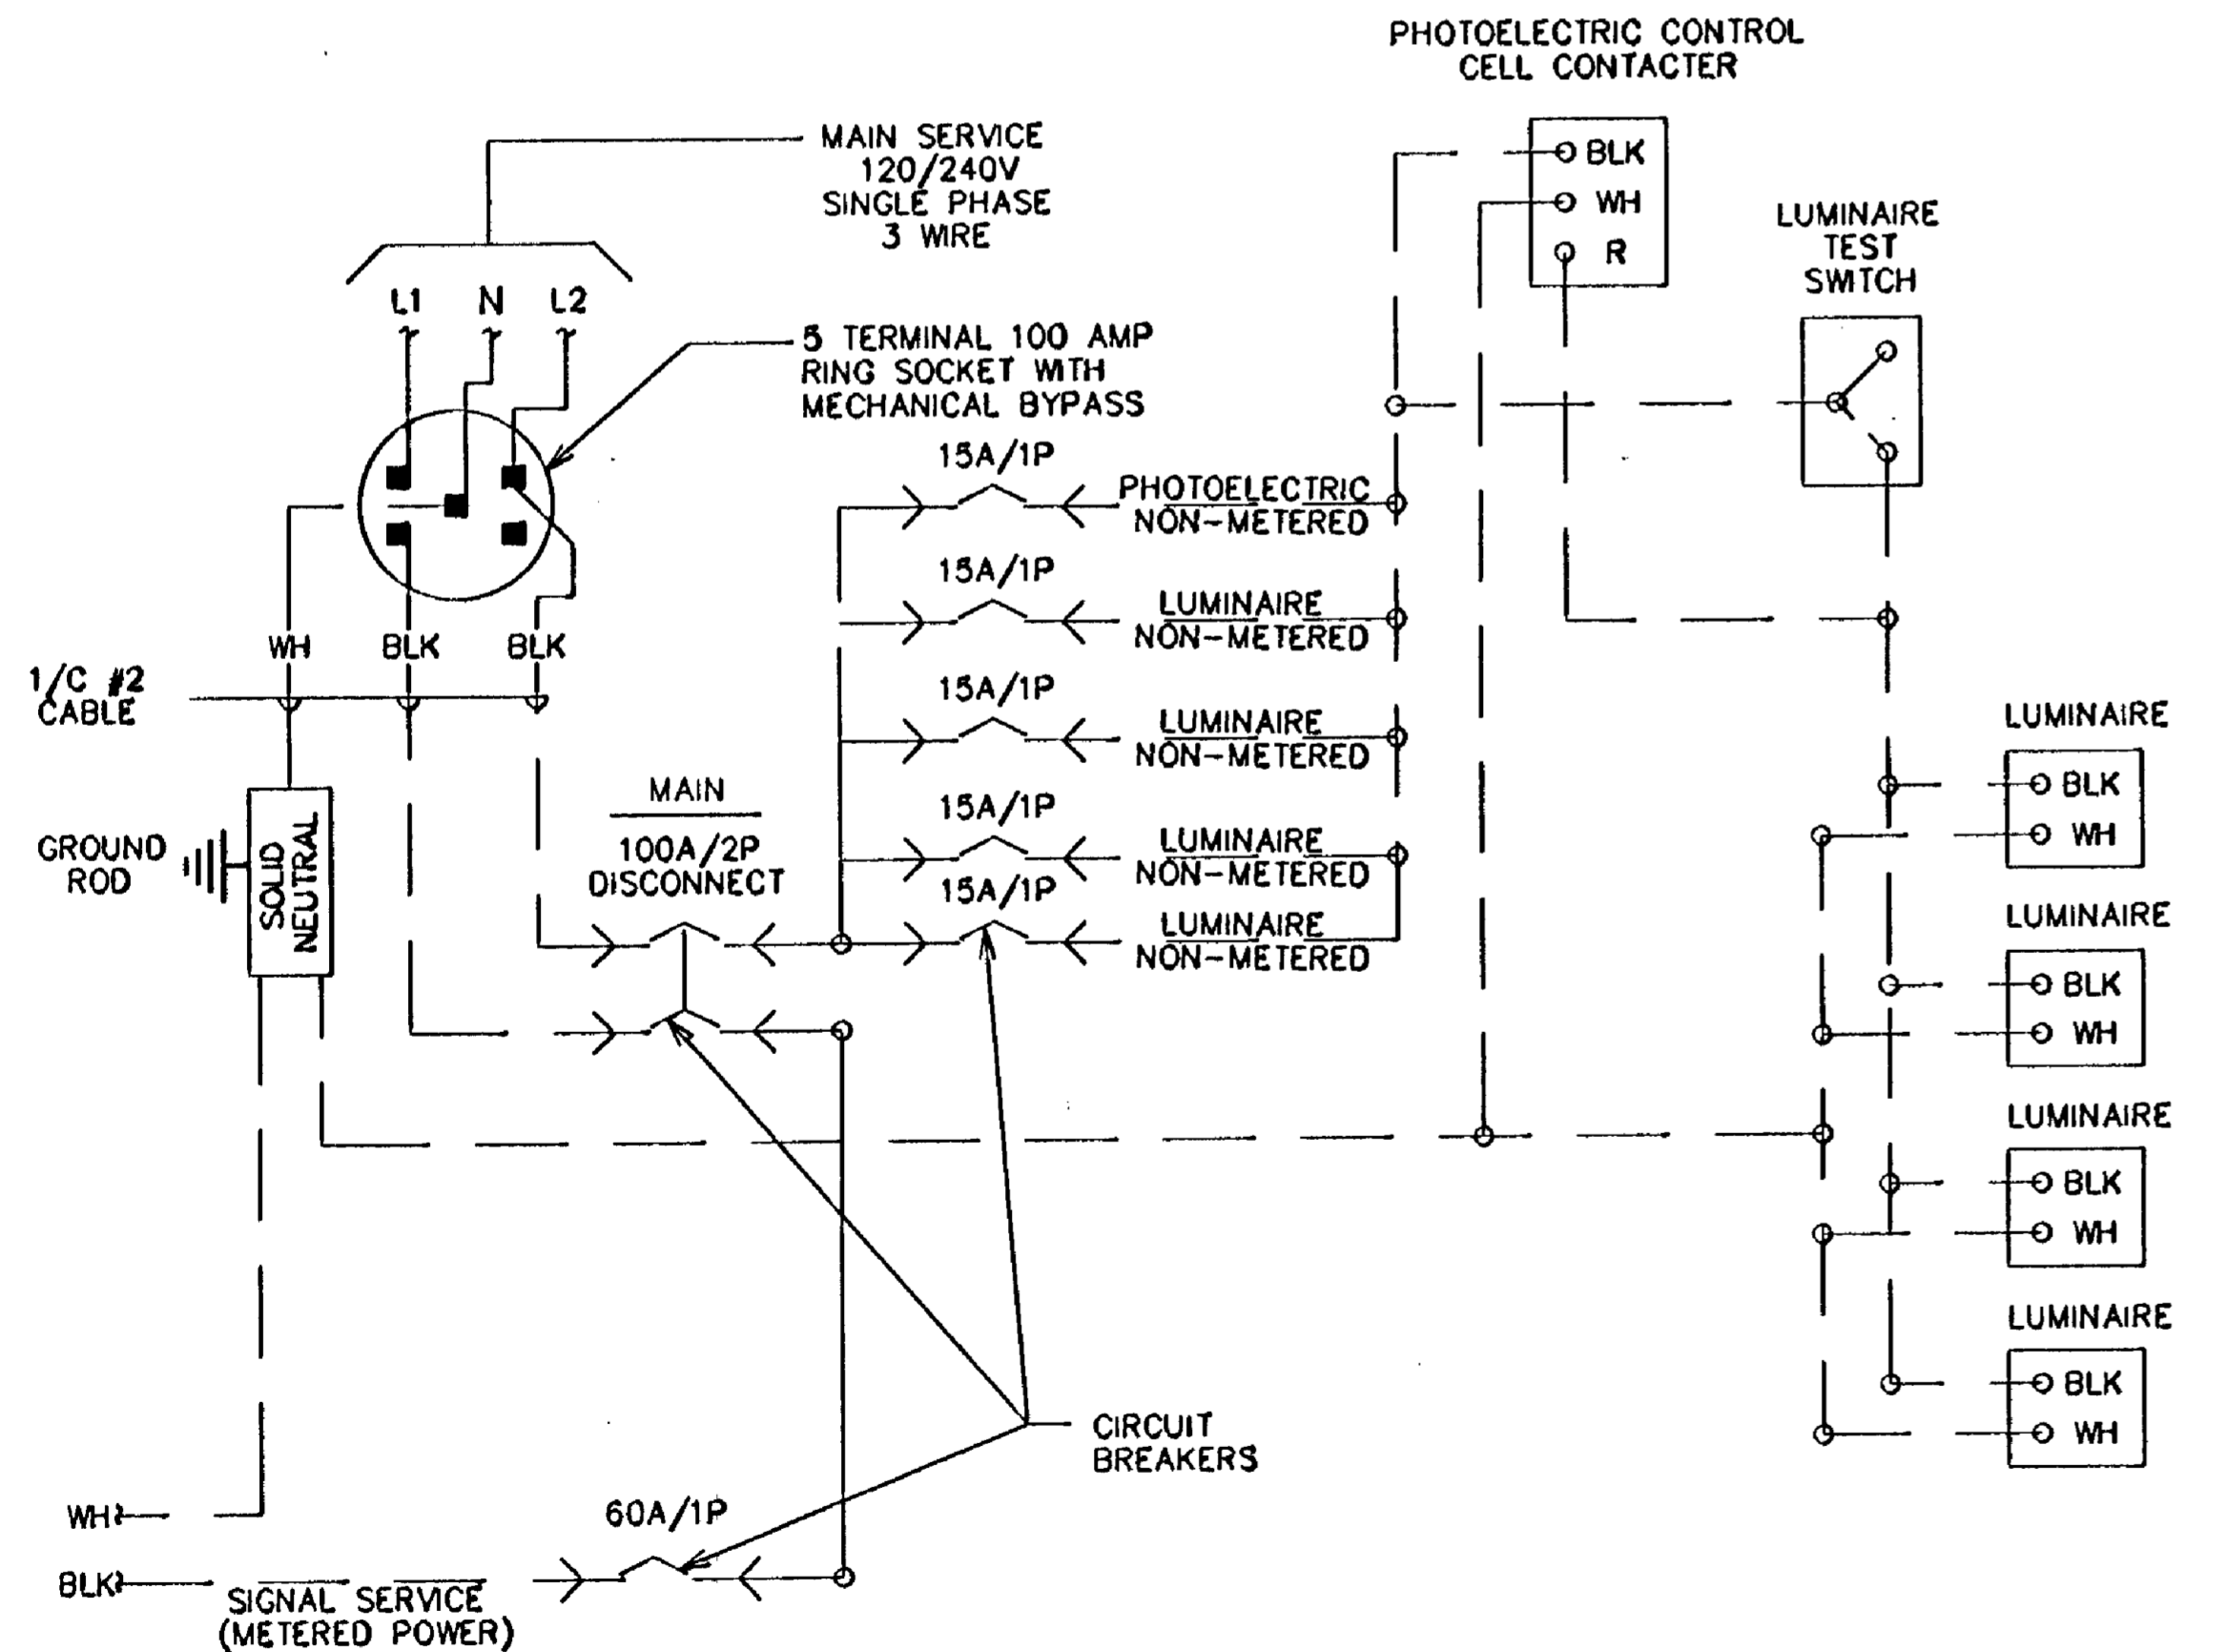 PHOTOELECTRIC CONTROL
CELL CONTACTER
BLK
WH
R
MAIN SERVICE
120/240V
SINGLE PHASE
3 WIRE
L1 N L2
5 TERMINAL 100 AMP
RING SOCKET WITH
MECHANICAL BYPASS
LUMINAIRE
TEST
SWITCH
15A/1P
PHOTOELECTRIC
NON-METERED
15A/1P
LUMINAIRE
NON-METERED
15A/1P
LUMINAIRE
NON-METERED
15A/1P
LUMINAIRE
NON-METERED
15A/1P
LUMINAIRE
NON-METERED
WH BLK BLK
1/C #2
CABLE
GROUND
ROD
SOLID
NEUTRAL
MAIN
100A/2P
DISCONNECT
LUMINAIRE
BLK
WH
LUMINAIRE
BLK
WH
LUMINAIRE
BLK
WH
LUMINAIRE
BLK
WH
CIRCUIT
BREAKERS
60A/1P
WH
BLK
SIGNAL SERVICE
(METERED POWER)